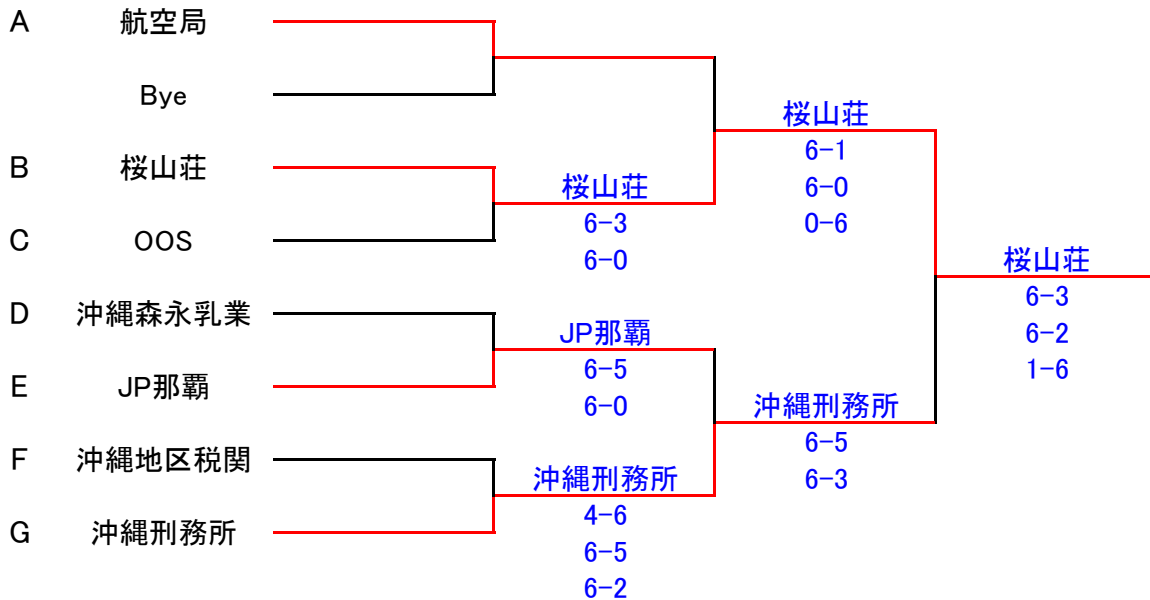 A 航空局
Bye
桜山荘
6-1
B 桜山荘
桜山荘
6-0
6-3
0-6
C OOS
6-0
桜山荘
6-3
D 沖縄森永乳業
JP那覇
6-2
6-5
1-6
E JP那覇
6-0
沖縄刑務所
6-5
F 沖縄地区税関
沖縄刑務所
6-3
4-6
G 沖縄刑務所
6-5
6-2